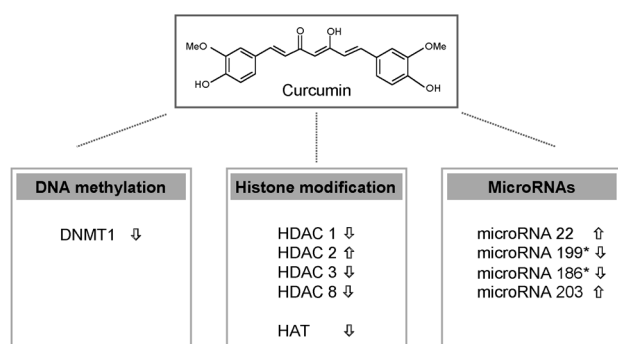 O OH
MeO OMe
HO OH
Curcumin
DNA methylation
DNMT1 ⇩
Histone modification
HDAC 1 ⇩
HDAC 2 ⇧
HDAC 3 ⇩
HDAC 8 ⇩
HAT ⇩
MicroRNAs
microRNA 22 ⇧
microRNA 199* ⇩
microRNA 186* ⇩
microRNA 203 ⇧